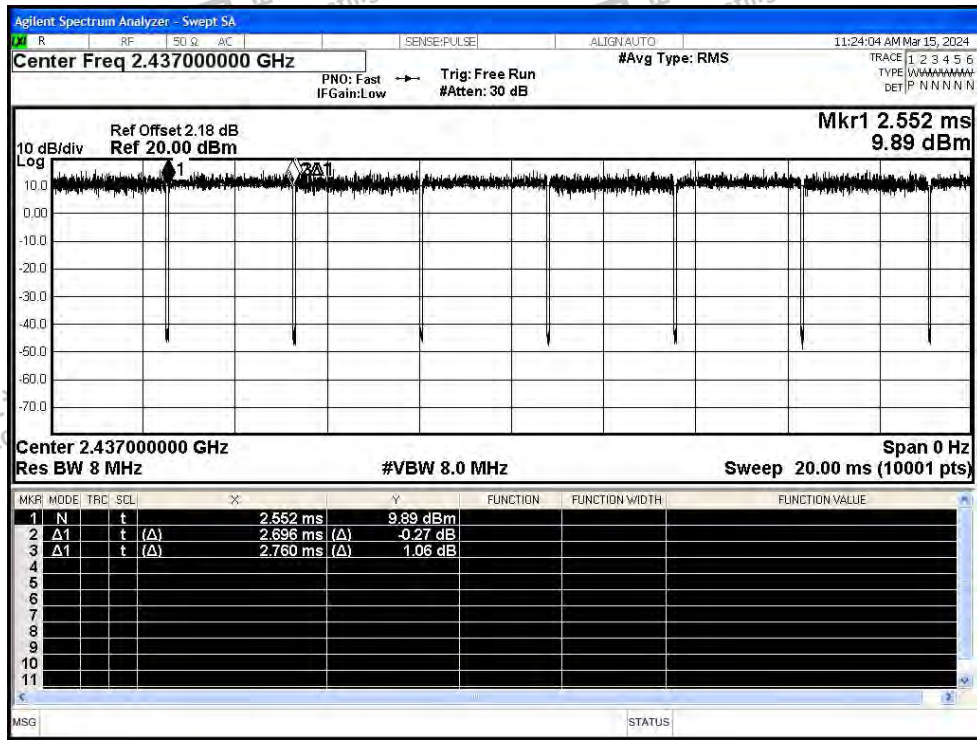 Agilent Spectrum Analyzer - Swept SA
LXI R RF 50 Ω AC SENSE:PULSE ALIGN AUTO 11:24:04 AM Mar 15, 2024
Center Freq 2.437000000 GHz #Avg Type: RMS TRACE 1 2 3 4 5 6
PNO: Fast Trig: Free Run TYPE WWWWWW
IFGain:Low #Atten: 30 dB DET P N N N N N
Mkr1 2.552 ms
Ref Offset 2.18 dB
10 dB/div Ref 20.00 dBm 9.89 dBm
Log
1 3Δ1
10.0
0.00
-10.0
-20.0
-30.0
-40.0
-50.0
-60.0
-70.0
Center 2.437000000 GHz Span 0 Hz
Res BW 8 MHz #VBW 8.0 MHz Sweep 20.00 ms (10001 pts)
MKR MODE TRC SCL X Y FUNCTION FUNCTION WIDTH FUNCTION VALUE
1 N t 2.552 ms 9.89 dBm
2 Δ1 t (Δ) 2.696 ms (Δ) -0.27 dB
3 Δ1 t (Δ) 2.760 ms (Δ) 1.06 dB
4
5
6
7
8
9
10
11
MSG STATUS